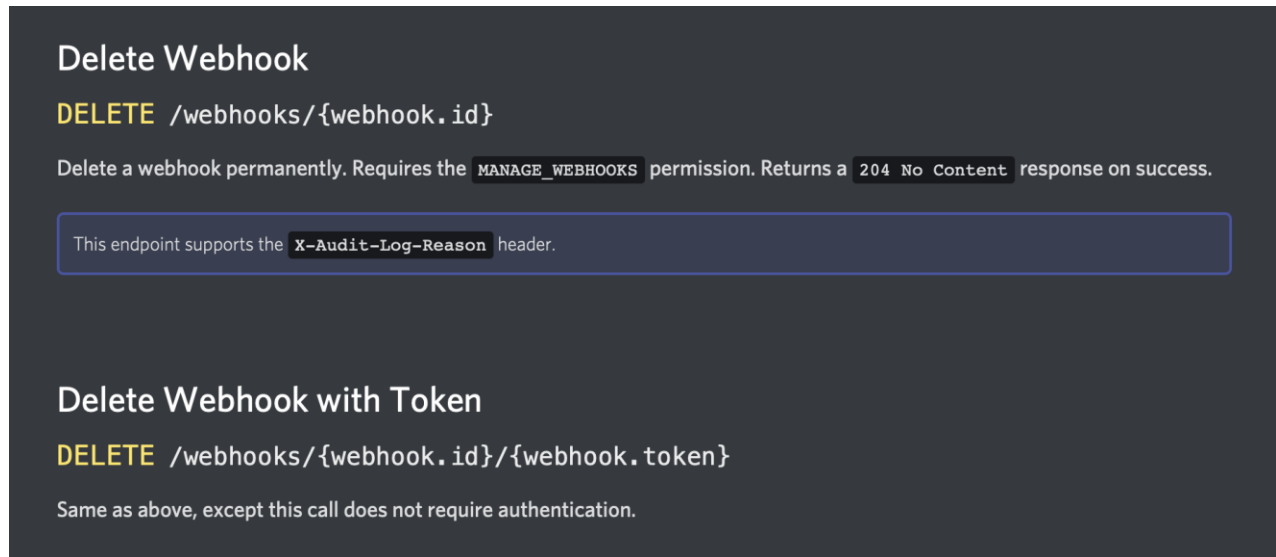 Delete Webhook
DELETE /webhooks/{webhook.id}
Delete a webhook permanently. Requires the MANAGE_WEBHOOKS permission. Returns a 204 No Content response on success.
This endpoint supports the X-Audit-Log-Reason header.
Delete Webhook with Token
DELETE /webhooks/{webhook.id}/{webhook.token}
Same as above, except this call does not require authentication.